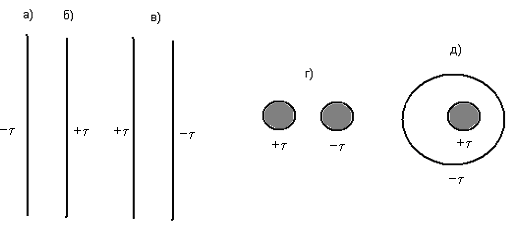 а) б) в)
г)
д)
−τ +τ +τ −τ
+τ −τ
+τ
−τ